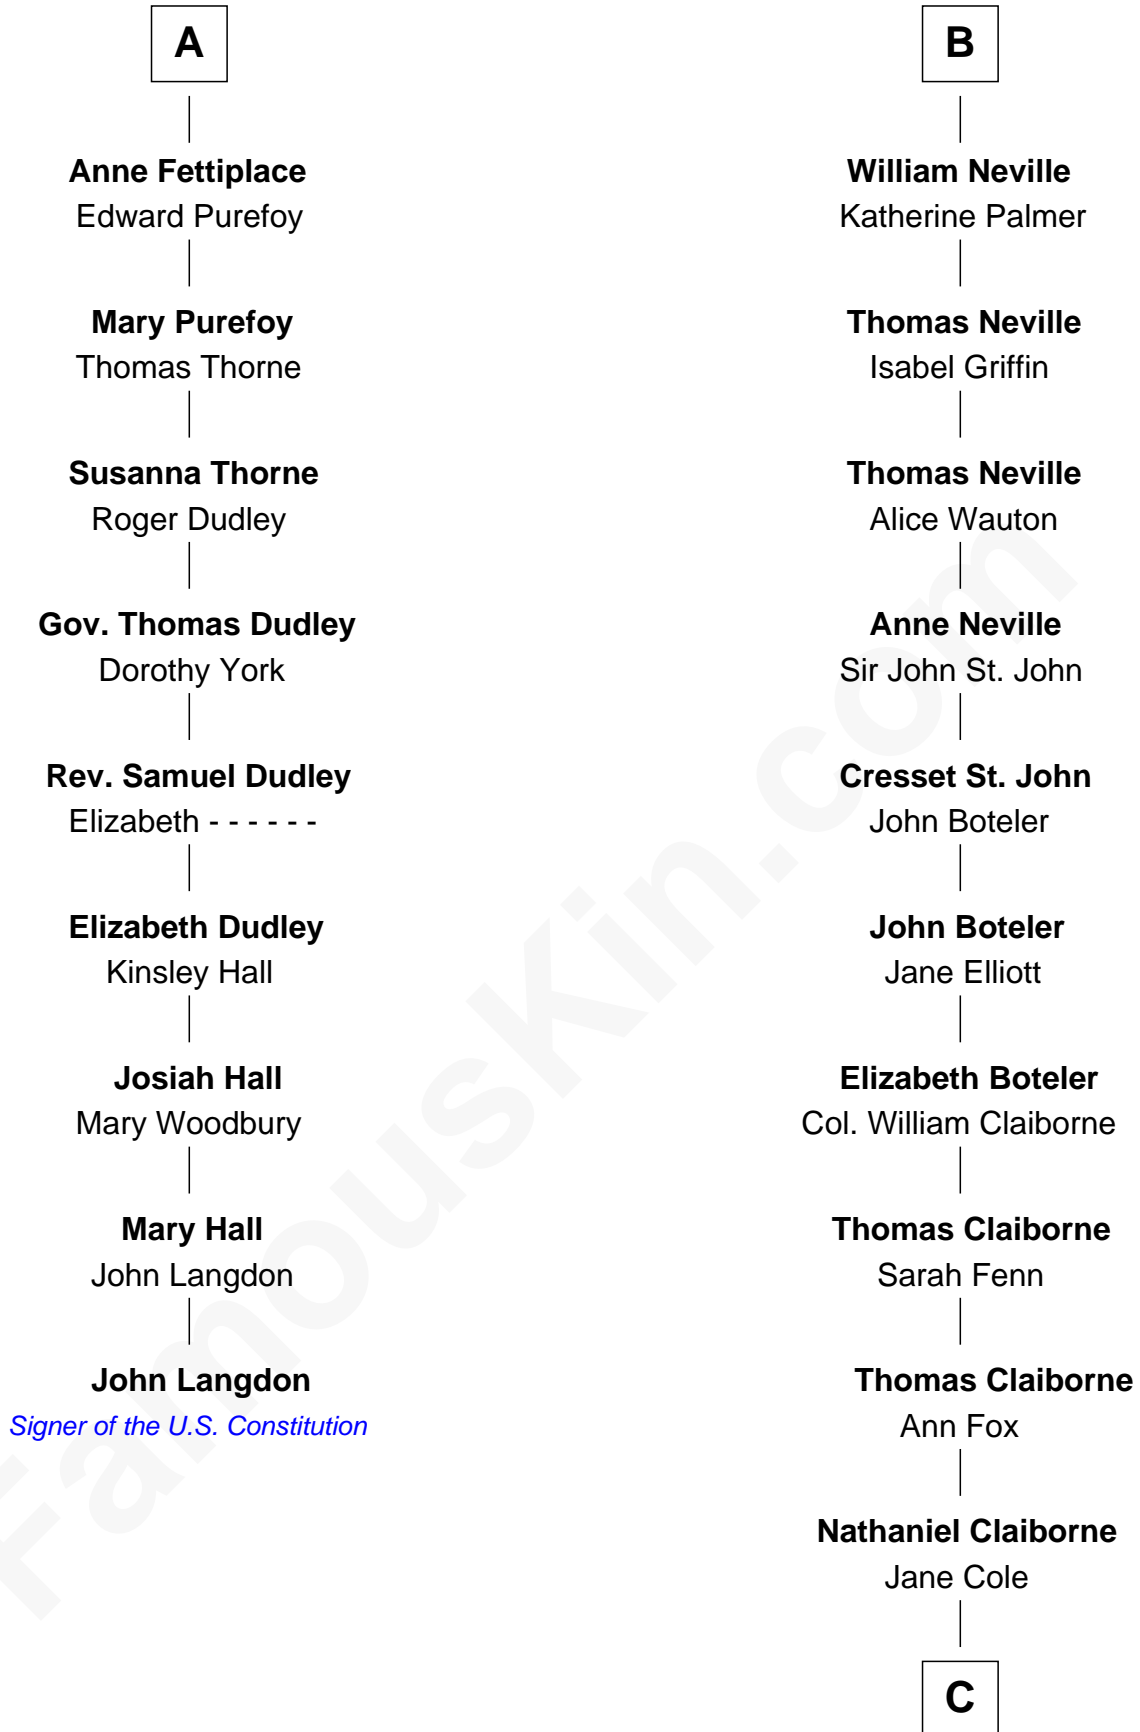 A
Anne Fettiplace
Edward Purefoy
Mary Purefoy
Thomas Thorne
Susanna Thorne
Roger Dudley
Gov. Thomas Dudley
Dorothy York
Rev. Samuel Dudley
Elizabeth - - - - - -
Elizabeth Dudley
Kinsley Hall
Josiah Hall
Mary Woodbury
Mary Hall
John Langdon
John Langdon
Signer of the U.S. Constitution
B
William Neville
Katherine Palmer
Thomas Neville
Isabel Griffin
Thomas Neville
Alice Wauton
Anne Neville
Sir John St. John
Cresset St. John
John Boteler
John Boteler
Jane Elliott
Elizabeth Boteler
Col. William Claiborne
Thomas Claiborne
Sarah Fenn
Thomas Claiborne
Ann Fox
Nathaniel Claiborne
Jane Cole
C
FamousKin.com